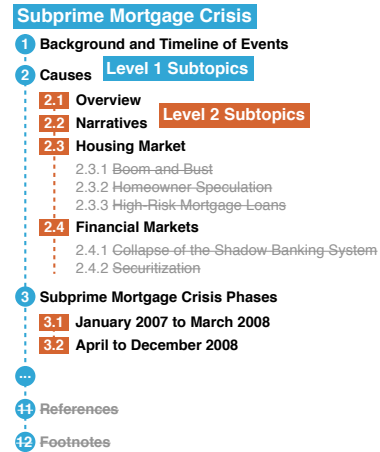 Subprime Mortgage Crisis
1 Background and Timeline of Events
2 Causes Level 1 Subtopics
2.1 Overview
2.2 Narratives Level 2 Subtopics
2.3 Housing Market
2.3.1 Boom and Bust
2.3.2 Homeowner Speculation
2.3.3 High-Risk Mortgage Loans
2.4 Financial Markets
2.4.1 Collapse of the Shadow Banking System
2.4.2 Securitization
3 Subprime Mortgage Crisis Phases
3.1 January 2007 to March 2008
3.2 April to December 2008
...
11 References
12 Footnotes